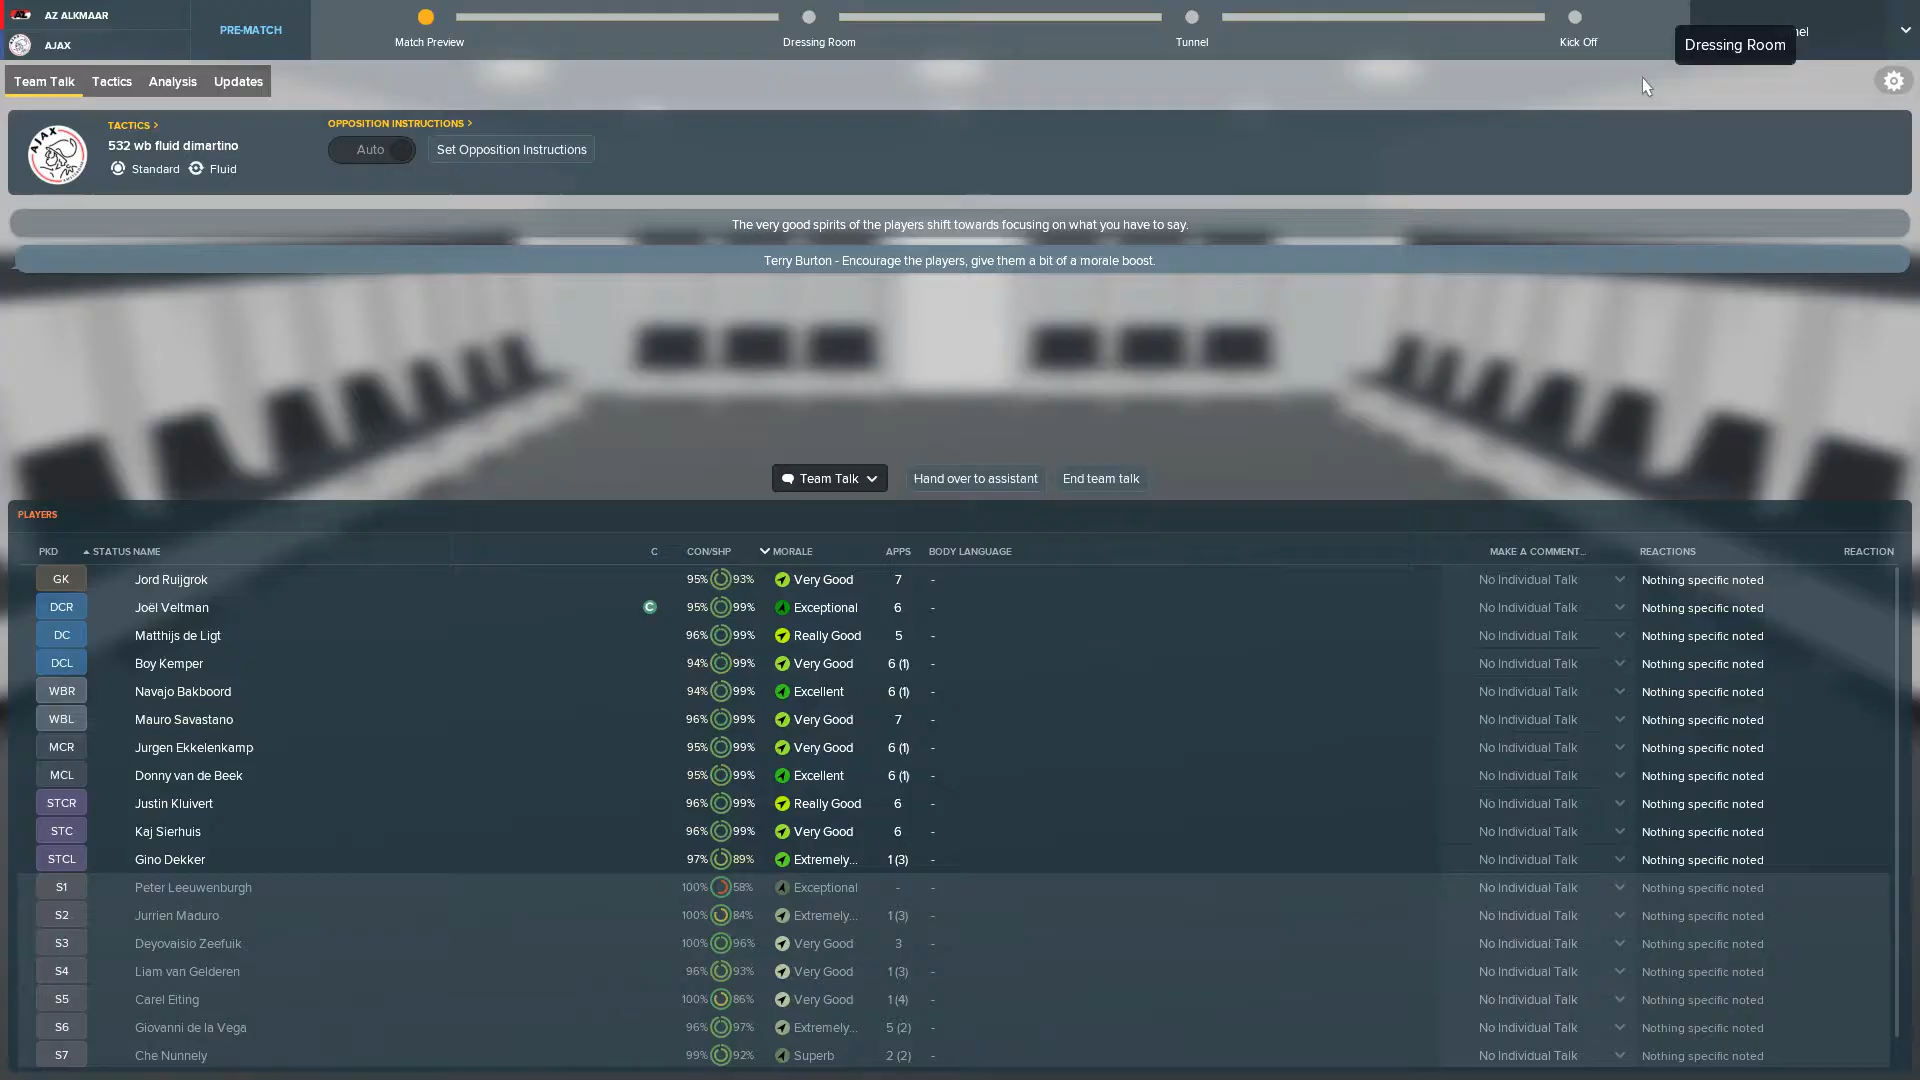 AZ ALKMAAR
AJAX
PRE-MATCH
Match Preview
Dressing Room
Tunnel
Kick Off
Dressing Room
nel
Team Talk Tactics Analysis Updates
TACTICS >
532 wb fluid dimartino
Standard Fluid
OPPOSITION INSTRUCTIONS >
Auto Set Opposition Instructions
AJAX
The very good spirits of the players shift towards focusing on what you have to say.
Terry Burton - Encourage the players, give them a bit of a morale boost.
Team Talk Hand over to assistant End team talk
PLAYERS
PKD STATUS NAME C CON/SHP MORALE APPS BODY LANGUAGE MAKE A COMMENT... REACTIONS REACTION
GK Jord Ruijgrok 95% 93% Very Good 7 - No Individual Talk Nothing specific noted
DCR Joël Veltman C 95% 99% Exceptional 6 - No Individual Talk Nothing specific noted
DC Matthijs de Ligt 96% 99% Really Good 5 - No Individual Talk Nothing specific noted
DCL Boy Kemper 94% 99% Very Good 6 (1) - No Individual Talk Nothing specific noted
WBR Navajo Bakboord 94% 99% Excellent 6 (1) - No Individual Talk Nothing specific noted
WBL Mauro Savastano 96% 99% Very Good 7 - No Individual Talk Nothing specific noted
MCR Jurgen Ekkelenkamp 95% 99% Very Good 6 (1) - No Individual Talk Nothing specific noted
MCL Donny van de Beek 95% 99% Excellent 6 (1) - No Individual Talk Nothing specific noted
STCR Justin Kluivert 96% 99% Really Good 6 - No Individual Talk Nothing specific noted
STC Kaj Sierhuis 96% 99% Very Good 6 - No Individual Talk Nothing specific noted
STCL Gino Dekker 97% 89% Extremely... 1 (3) - No Individual Talk Nothing specific noted
S1 Peter Leeuwenburgh 100% 58% Exceptional - - No Individual Talk Nothing specific noted
S2 Jurrien Maduro 100% 84% Extremely... 1 (3) - No Individual Talk Nothing specific noted
S3 Deyovaisio Zeefuik 100% 96% Very Good 3 - No Individual Talk Nothing specific noted
S4 Liam van Gelderen 96% 93% Very Good 1 (3) - No Individual Talk Nothing specific noted
S5 Carel Eiting 100% 86% Very Good 1 (4) - No Individual Talk Nothing specific noted
S6 Giovanni de la Vega 96% 97% Extremely... 5 (2) - No Individual Talk Nothing specific noted
S7 Che Nunnely 99% 92% Superb 2 (2) - No Individual Talk Nothing specific noted